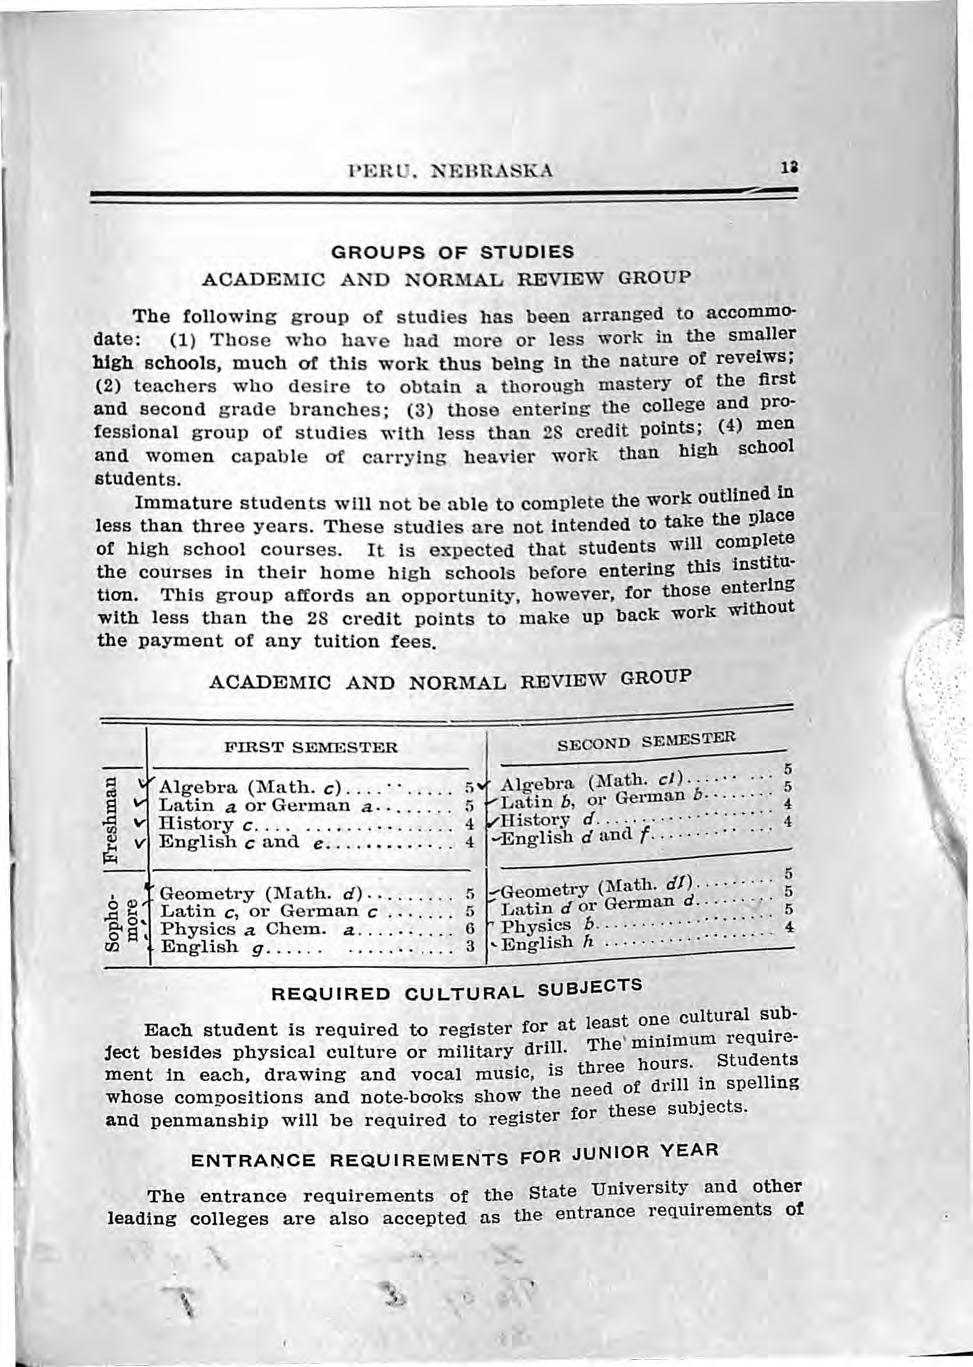 PERU, NEBRASKA 13
GROUPS OF STUDIES
ACADEMIC AND NORMAL REVIEW GROUP
The following group of studies has been arranged to accommo-
date: (1) Those who have had more or less work in the smaller
high schools, much of this work thus being in the nature of reveiws;
(2) teachers who desire to obtain a thorough mastery of the first
and second grade branches; (3) those entering the college and pro-
fessional group of studies with less than 28 credit points; (4) men
and women capable of carrying heavier work than high school
students.
Immature students will not be able to complete the work outlined in
less than three years. These studies are not intended to take the place
of high school courses. It is expected that students will complete
the courses in their home high schools before entering this institu-
tion. This group affords an opportunity, however, for those entering
with less than the 28 credit points to make up back work without
the payment of any tuition fees.
ACADEMIC AND NORMAL REVIEW GROUP
FIRST SEMESTER SECOND SEMESTER
Freshman
Algebra (Math. c)........... 5 Algebra (Math. c1)......... 5
Latin a or German a......... 5 Latin b, or German b........ 5
History c................... 4 History d.................. 4
English c and e............. 4 English d and f............ 4
Sopho-
more
Geometry (Math. d)......... 5 Geometry (Math. d1)......... 5
Latin c, or German c ....... 5 Latin d or German d......... 5
Physics a Chem. a.......... 6 Physics b.................. 5
English g.................. 3 English h ................. 4
REQUIRED CULTURAL SUBJECTS
Each student is required to register for at least one cultural sub-
ject besides physical culture or military drill. The minimum require-
ment in each, drawing and vocal music, is three hours. Students
whose compositions and note-books show the need of drill in spelling
and penmanship will be required to register for these subjects.
ENTRANCE REQUIREMENTS FOR JUNIOR YEAR
The entrance requirements of the State University and other
leading colleges are also accepted as the entrance requirements of